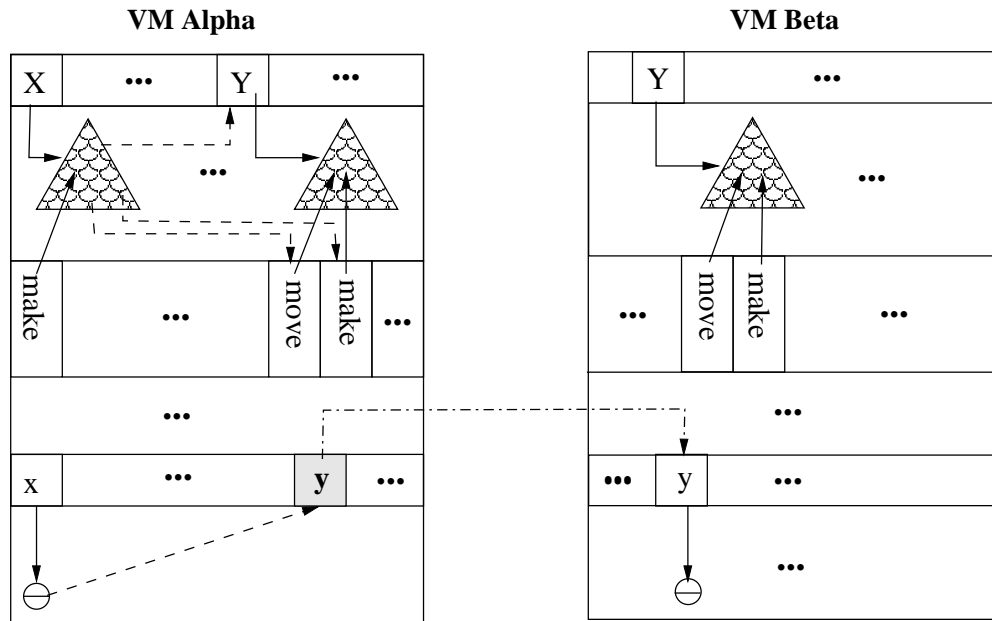 VM Alpha
VM Beta
X ... Y ...
Y
...
...
make ... move make ...
... move make ...
...
...
x ... y ...
... y ...
...